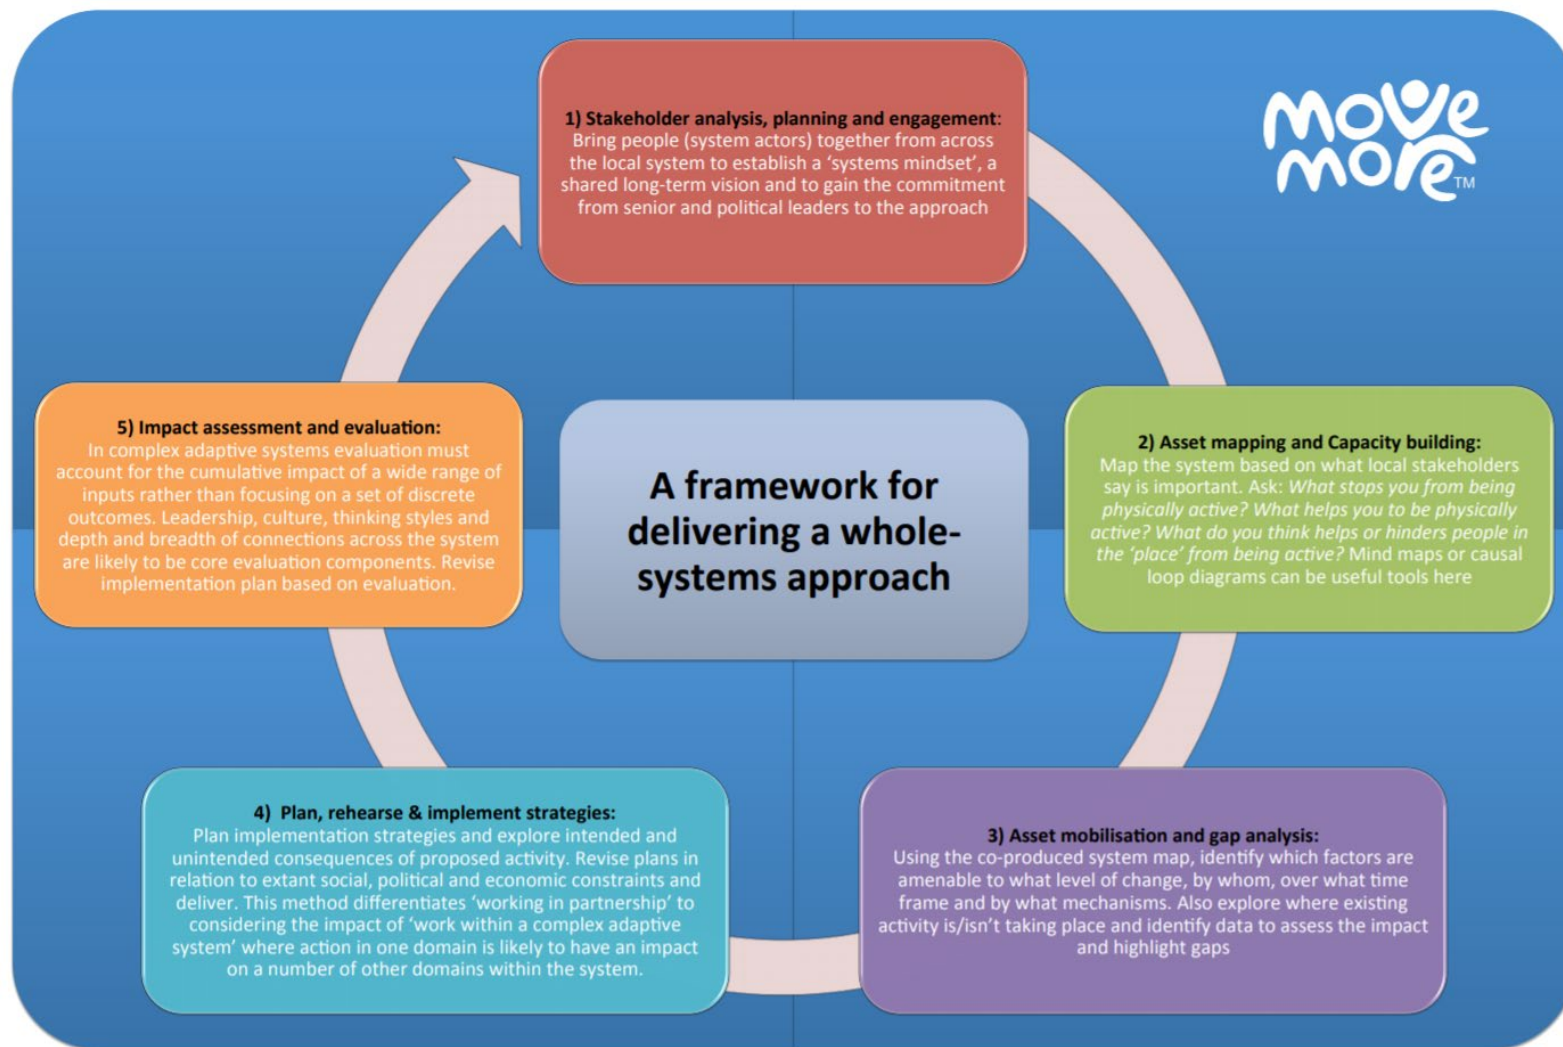 1) Stakeholder analysis, planning and engagement:
Bring people (system actors) together from across
the local system to establish a ‘systems mindset’, a
shared long-term vision and to gain the commitment
from senior and political leaders to the approach
move
more™
2) Asset mapping and Capacity building:
Map the system based on what local stakeholders
say is important. Ask: What stops you from being
physically active? What helps you to be physically
active? What do you think helps or hinders people in
the ‘place’ from being active? Mind maps or causal
loop diagrams can be useful tools here
3) Asset mobilisation and gap analysis:
Using the co-produced system map, identify which factors are
amenable to what level of change, by whom, over what time
frame and by what mechanisms. Also explore where existing
activity is/isn’t taking place and identify data to assess the impact
and highlight gaps
4) Plan, rehearse & implement strategies:
Plan implementation strategies and explore intended and
unintended consequences of proposed activity. Revise plans in
relation to extant social, political and economic constraints and
deliver. This method differentiates ‘working in partnership’ to
considering the impact of ‘work within a complex adaptive
system’ where action in one domain is likely to have an impact
on a number of other domains within the system.
5) Impact assessment and evaluation:
In complex adaptive systems evaluation must
account for the cumulative impact of a wide range of
inputs rather than focusing on a set of discrete
outcomes. Leadership, culture, thinking styles and
depth and breadth of connections across the system
are likely to be core evaluation components. Revise
implementation plan based on evaluation.
A framework for
delivering a whole-
systems approach